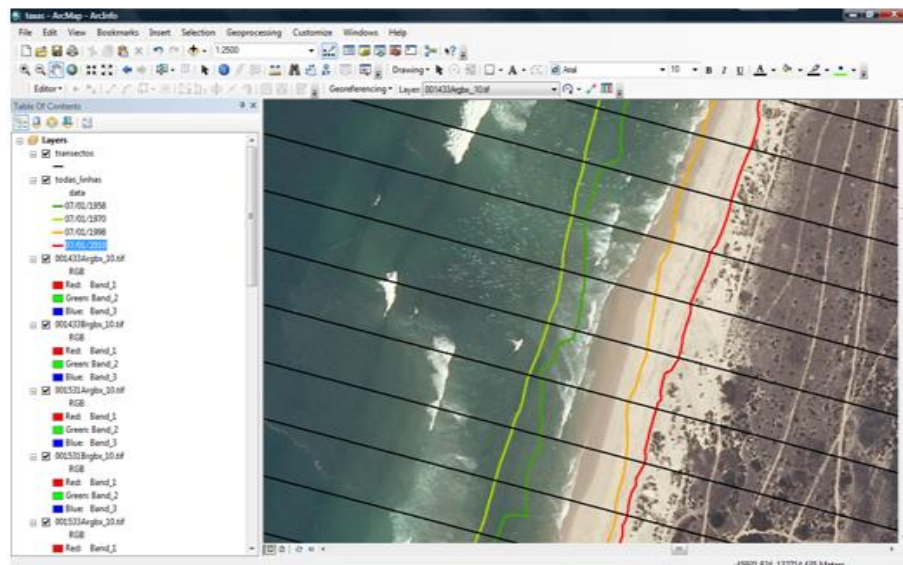 taxas - ArcMap - ArcInfo
File Edit View Bookmarks Insert Selection Geoprocessing Customize Windows Help
1:2500
Drawing Arial 10 B I U A
Editor Georeferencing Layer: 001433Argbx_10.tif
Table Of Contents
Layers
transectos
todas_linhas
data
07/01/1958
07/01/1970
07/01/1998
07/01/2010
001433Argbx_10.tif
RGB
Red: Band_1
Green: Band_2
Blue: Band_3
001433Brgbx_10.tif
RGB
Red: Band_1
Green: Band_2
Blue: Band_3
001531Argbx_10.tif
RGB
Red: Band_1
Green: Band_2
Blue: Band_3
001531Brgbx_10.tif
RGB
Red: Band_1
Green: Band_2
Blue: Band_3
001533Argbx_10.tif
RGB
Red: Band_1